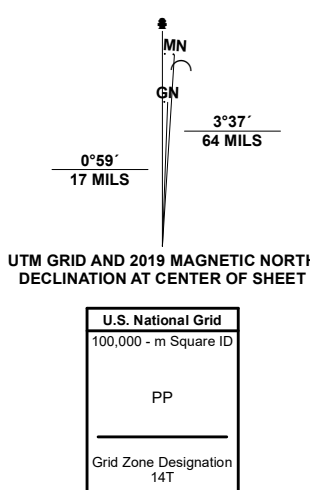 MN
GN
3°37´
64 MILS
0°59´
17 MILS
UTM GRID AND 2019 MAGNETIC NORTH
DECLINATION AT CENTER OF SHEET
U.S. National Grid
100,000 - m Square ID
PP
Grid Zone Designation
14T